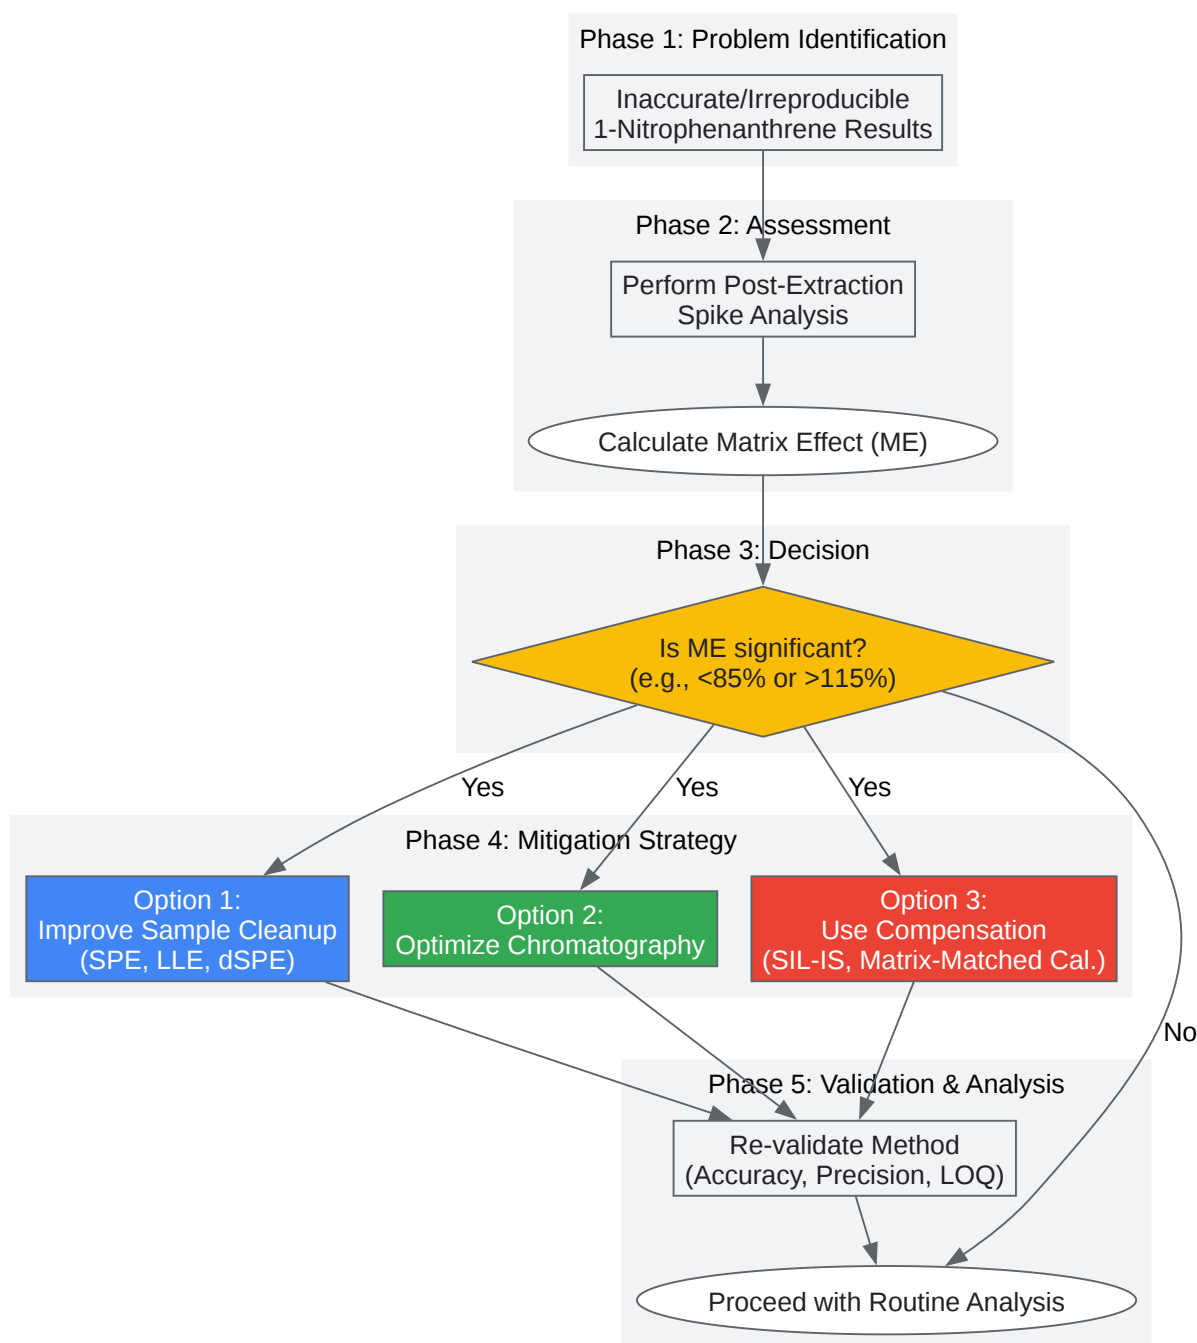 Phase 1: Problem Identification
Inaccurate/Irreproducible
1-Nitrophenanthrene Results
Phase 2: Assessment
Perform Post-Extraction
Spike Analysis
Calculate Matrix Effect (ME)
Phase 3: Decision
Is ME significant?
(e.g., <85% or >115%)
Yes
Yes
Yes
Phase 4: Mitigation Strategy
Option 1:
Improve Sample Cleanup
(SPE, LLE, dSPE)
Option 2:
Optimize Chromatography
Option 3:
Use Compensation
(SIL-IS, Matrix-Matched Cal.)
No
Phase 5: Validation & Analysis
Re-validate Method
(Accuracy, Precision, LOQ)
Proceed with Routine Analysis